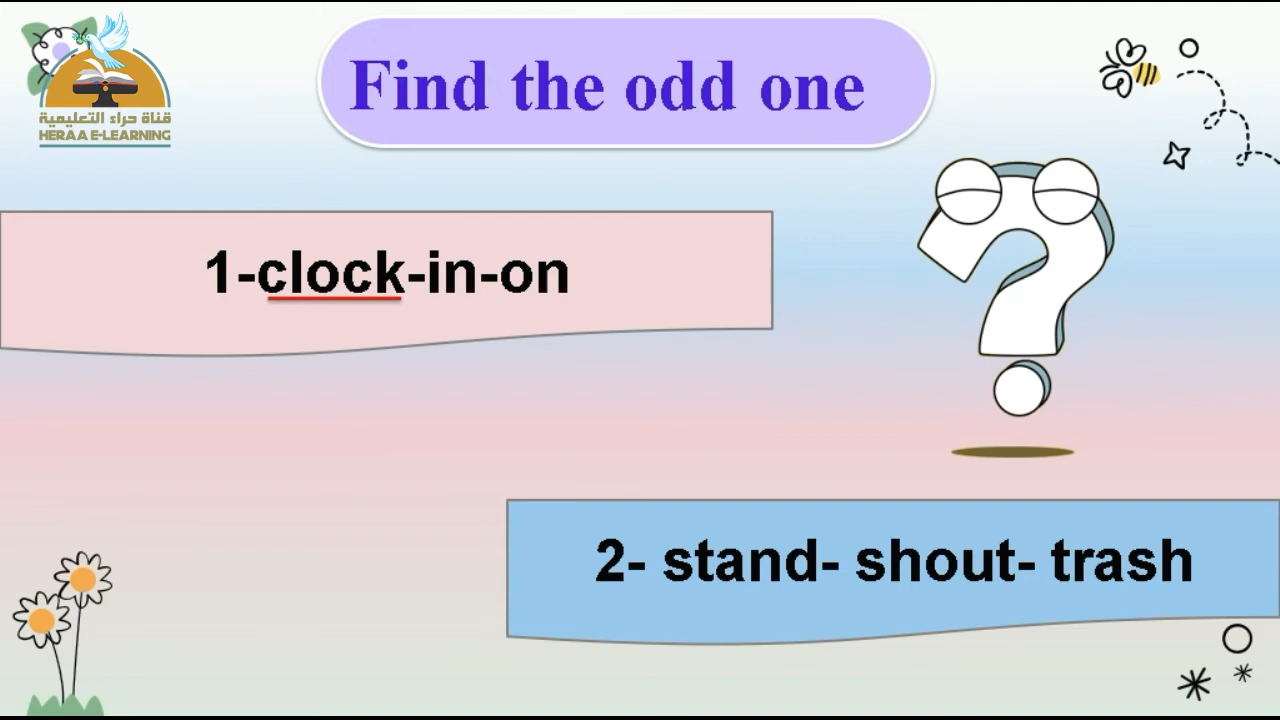 Find the odd one
قناة حراء التعليمية
HERAA E-LEARNING
1-clock-in-on
2- stand- shout- trash